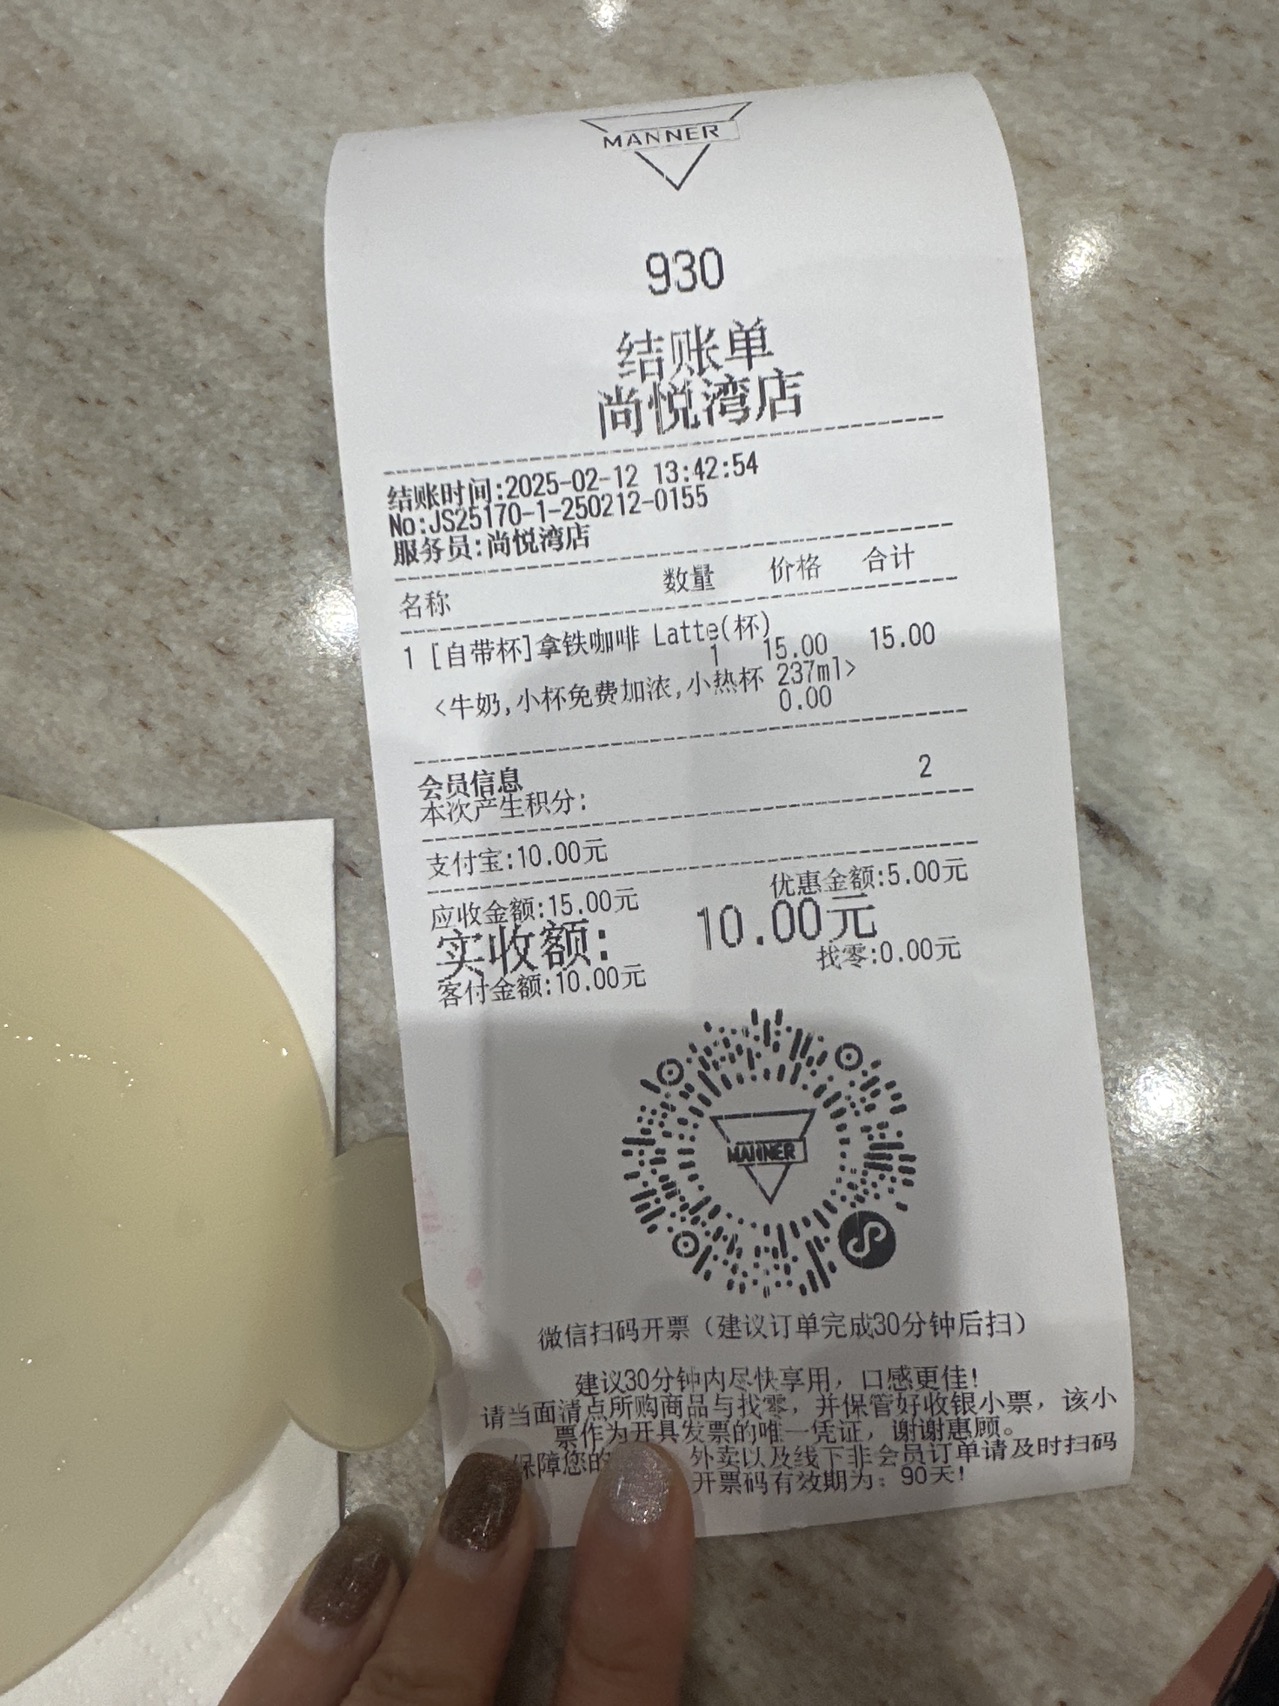 MANNER
930
结账单
尚悦湾店
结账时间:2025-02-12 13:42:54
No:JS25170-1-250212-0155
服务员:尚悦湾店
名称 数量 价格 合计
1 [自带杯]拿铁咖啡 Latte(杯)
1 15.00 15.00
<牛奶,小杯免费加浓,小热杯 237ml>
0.00
会员信息
本次产生积分: 2
支付宝:10.00元
应收金额:15.00元 优惠金额:5.00元
实收额: 10.00元
客付金额:10.00元 找零:0.00元
MANNER
微信扫码开票（建议订单完成30分钟后扫）
建议30分钟内尽快享用，口感更佳!
请当面清点所购商品与找零，并保管好收银小票，该小
票作为开具发票的唯一凭证，谢谢惠顾。
保障您的 外卖以及线下非会员订单请及时扫码
开票码有效期为：90天!